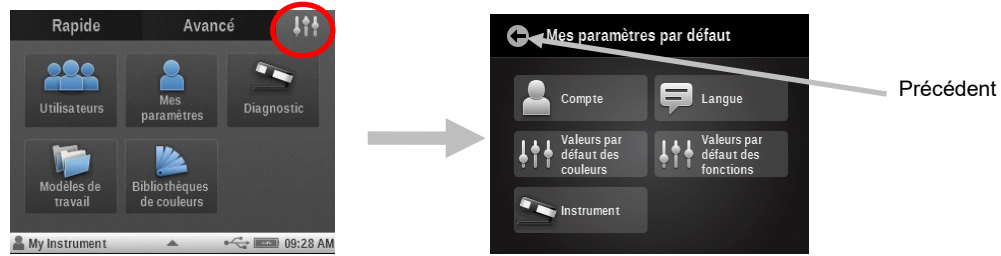 Rapide
Avancé
Utilisateurs
Mes
paramètres
Diagnostic
Modèles de
travail
Bibliothèques
de couleurs
My Instrument
09:28 AM
Mes paramètres par défaut
Compte
Langue
Valeurs par
défaut des
couleurs
Valeurs par
défaut des
fonctions
Instrument
Précédent